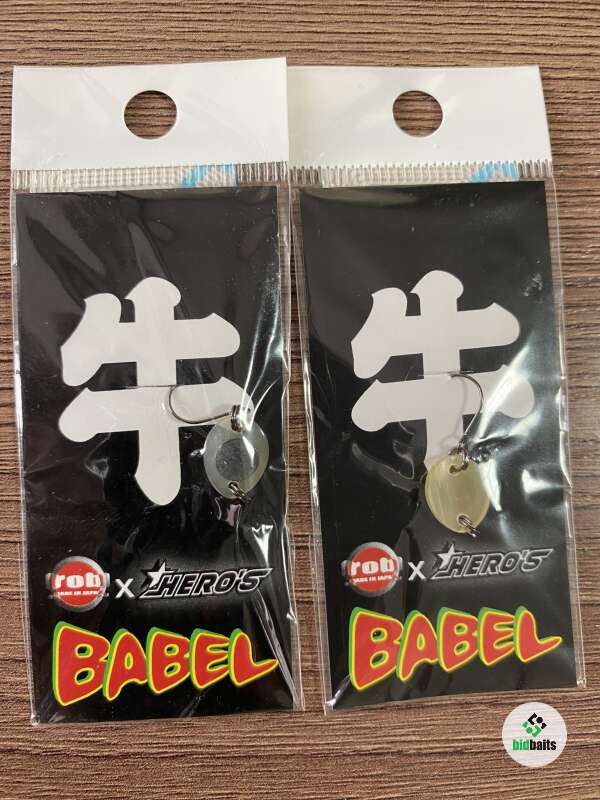 牛
rob
MADE IN JAPAN
X
HERO'S
BABEL
牛
rob
MADE IN JAPAN
X
HERO'S
BABEL
bidbaits